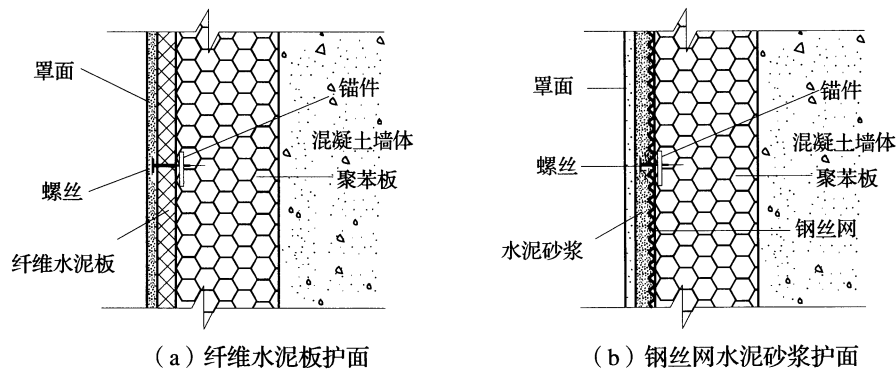 罩面
锚件
混凝土墙体
聚苯板
螺丝
纤维水泥板
(a)纤维水泥板护面
罩面
锚件
混凝土墙体
聚苯板
螺丝
钢丝网
水泥砂浆
(b)钢丝网水泥砂浆护面